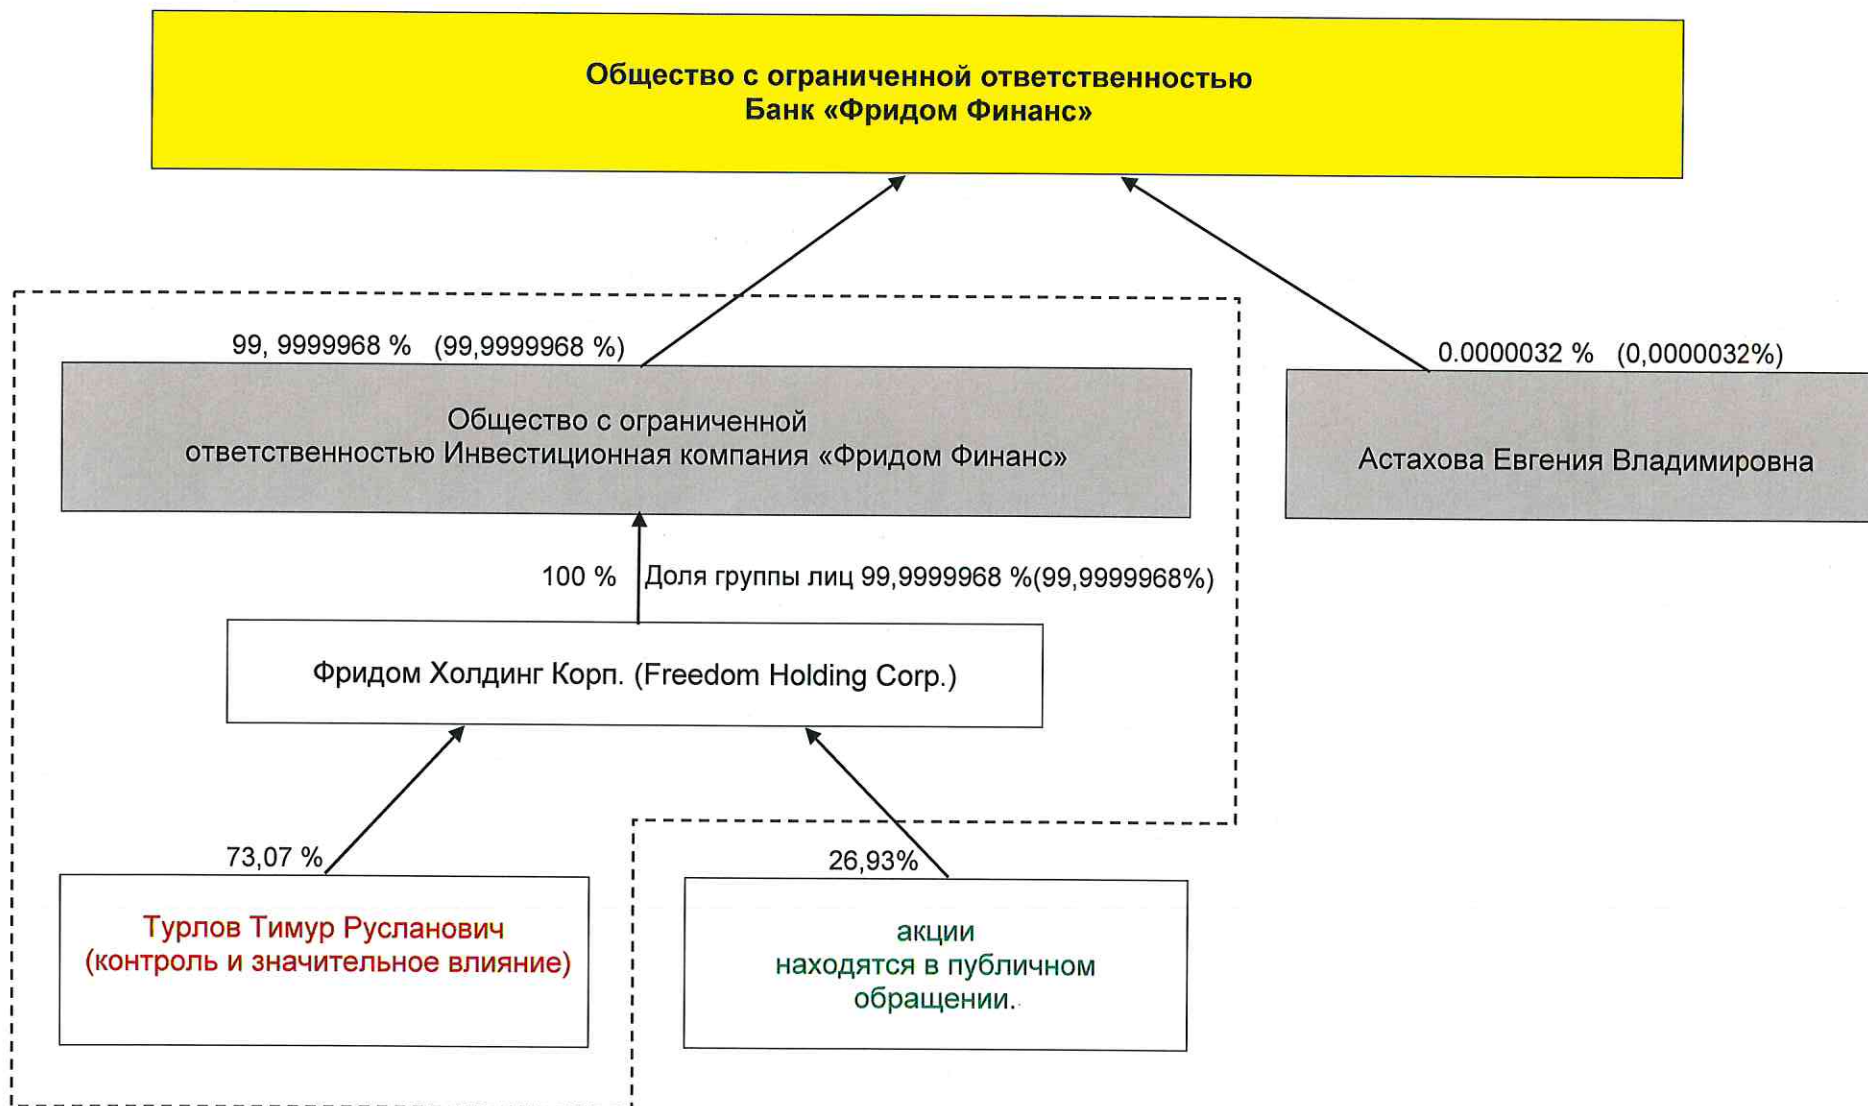 Общество с ограниченной ответственностью
Банк «Фридом Финанс»
99, 9999968 % (99,9999968 %)
0.0000032 % (0,0000032%)
Общество с ограниченной
ответственностью Инвестиционная компания «Фридом Финанс»
Астахова Евгения Владимировна
100 % Доля группы лиц 99,9999968 %(99,9999968%)
Фридом Холдинг Корп. (Freedom Holding Corp.)
73,07 %
26,93%
Турлов Тимур Русланович
(контроль и значительное влияние)
акции
находятся в публичном
обращении.